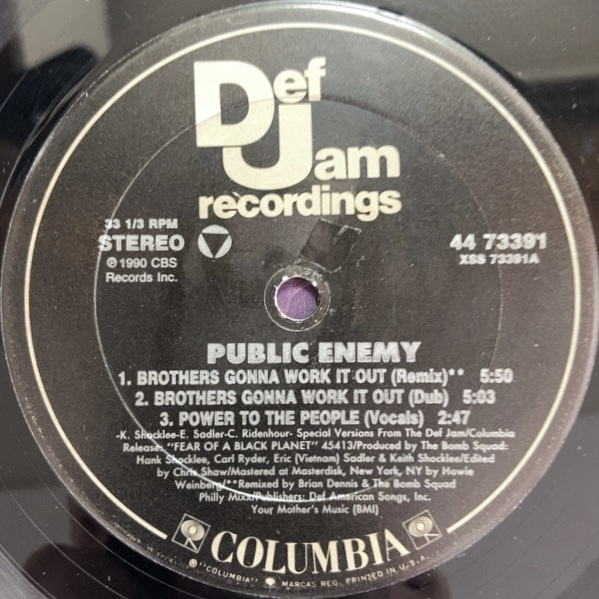 Def
Jam
recordings
33 1/3 RPM
STEREO
℗ 1990 CBS
Records Inc.
44 73391
XSS 73391A
PUBLIC ENEMY
1. BROTHERS GONNA WORK IT OUT (Remix)** 5:50
2. BROTHERS GONNA WORK IT OUT (Dub) 5:03
3. POWER TO THE PEOPLE (Vocals) 2:47
-K. Shocklee-E. Sadler-C. Ridenhour- Special Versions From The Def Jam/Columbia
Release: "FEAR OF A BLACK PLANET" 45413/Produced by The Bomb Squad:
Hank Shocklee, Carl Ryder, Eric (Vietnam) Sadler & Keith Shocklee/Edited
by Chris Shaw/Mastered at Masterdisk, New York, NY by Howie
Weinberg/**Remixed by Brian Dennis & The Bomb Squad
Philly Mixx/Publishers: Def American Songs, Inc.
Your Mother's Music (BMI)
COLUMBIA
® "COLUMBIA" MARCAS REG. PRINTED IN U.S.A.